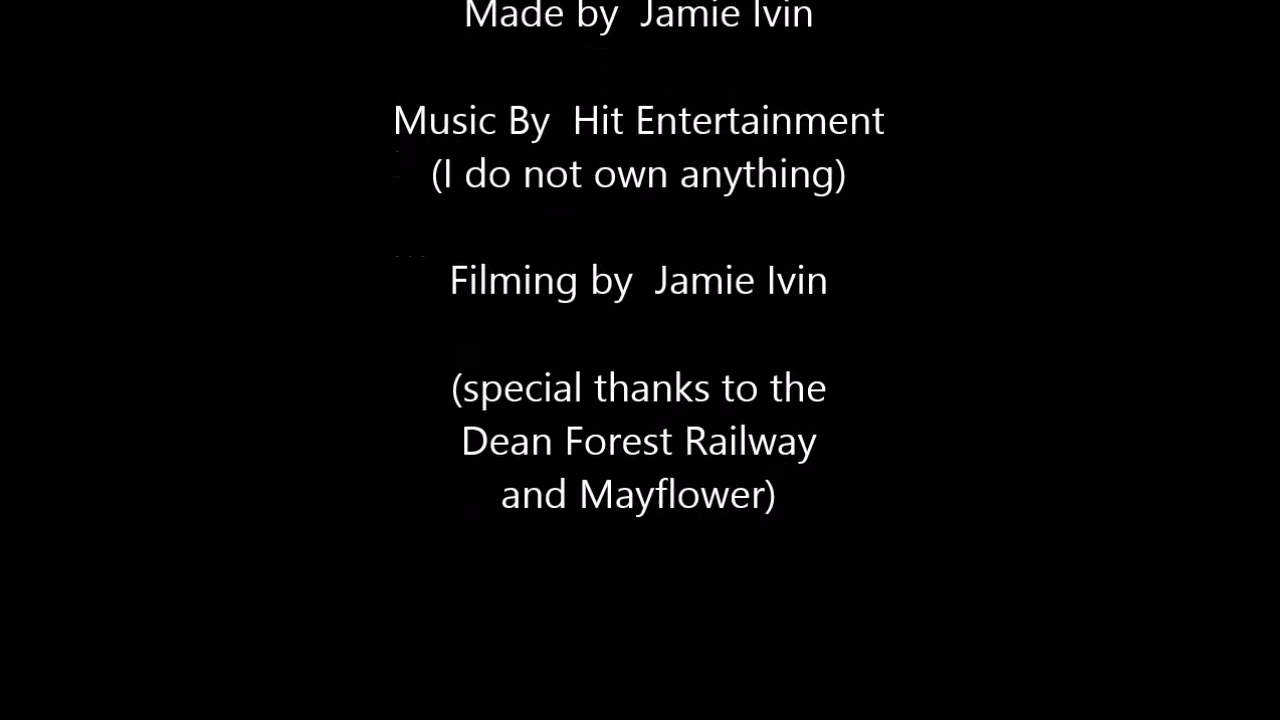 Made by  Jamie Ivin
Music By  Hit Entertainment
(I do not own anything)
Filming by  Jamie Ivin
(special thanks to the
Dean Forest Railway
and Mayflower)